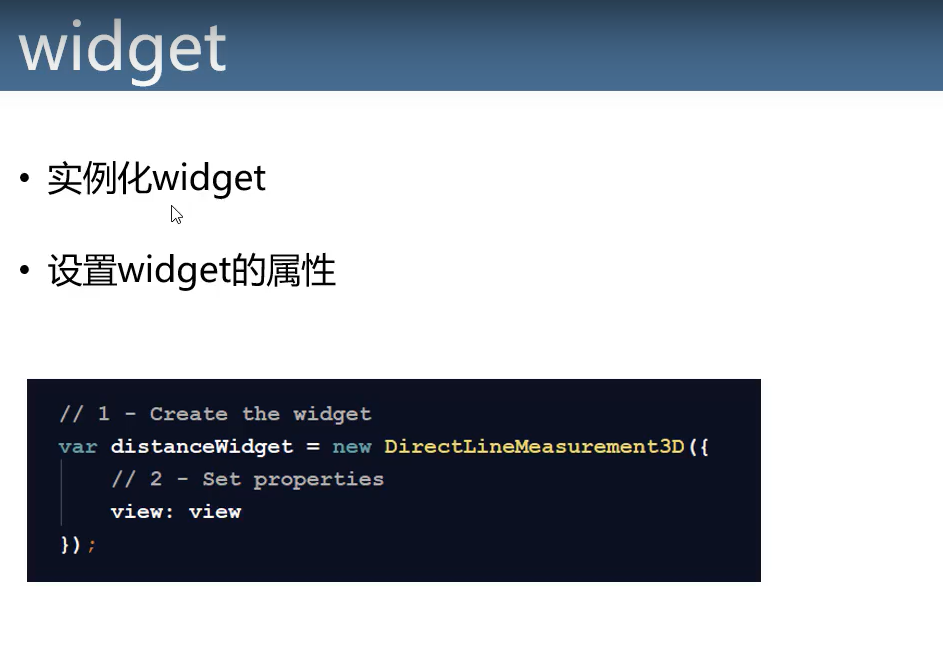 widget
• 实例化widget
• 设置widget的属性
// 1 - Create the widget
var distanceWidget = new DirectLineMeasurement3D({
// 2 - Set properties
view: view
});